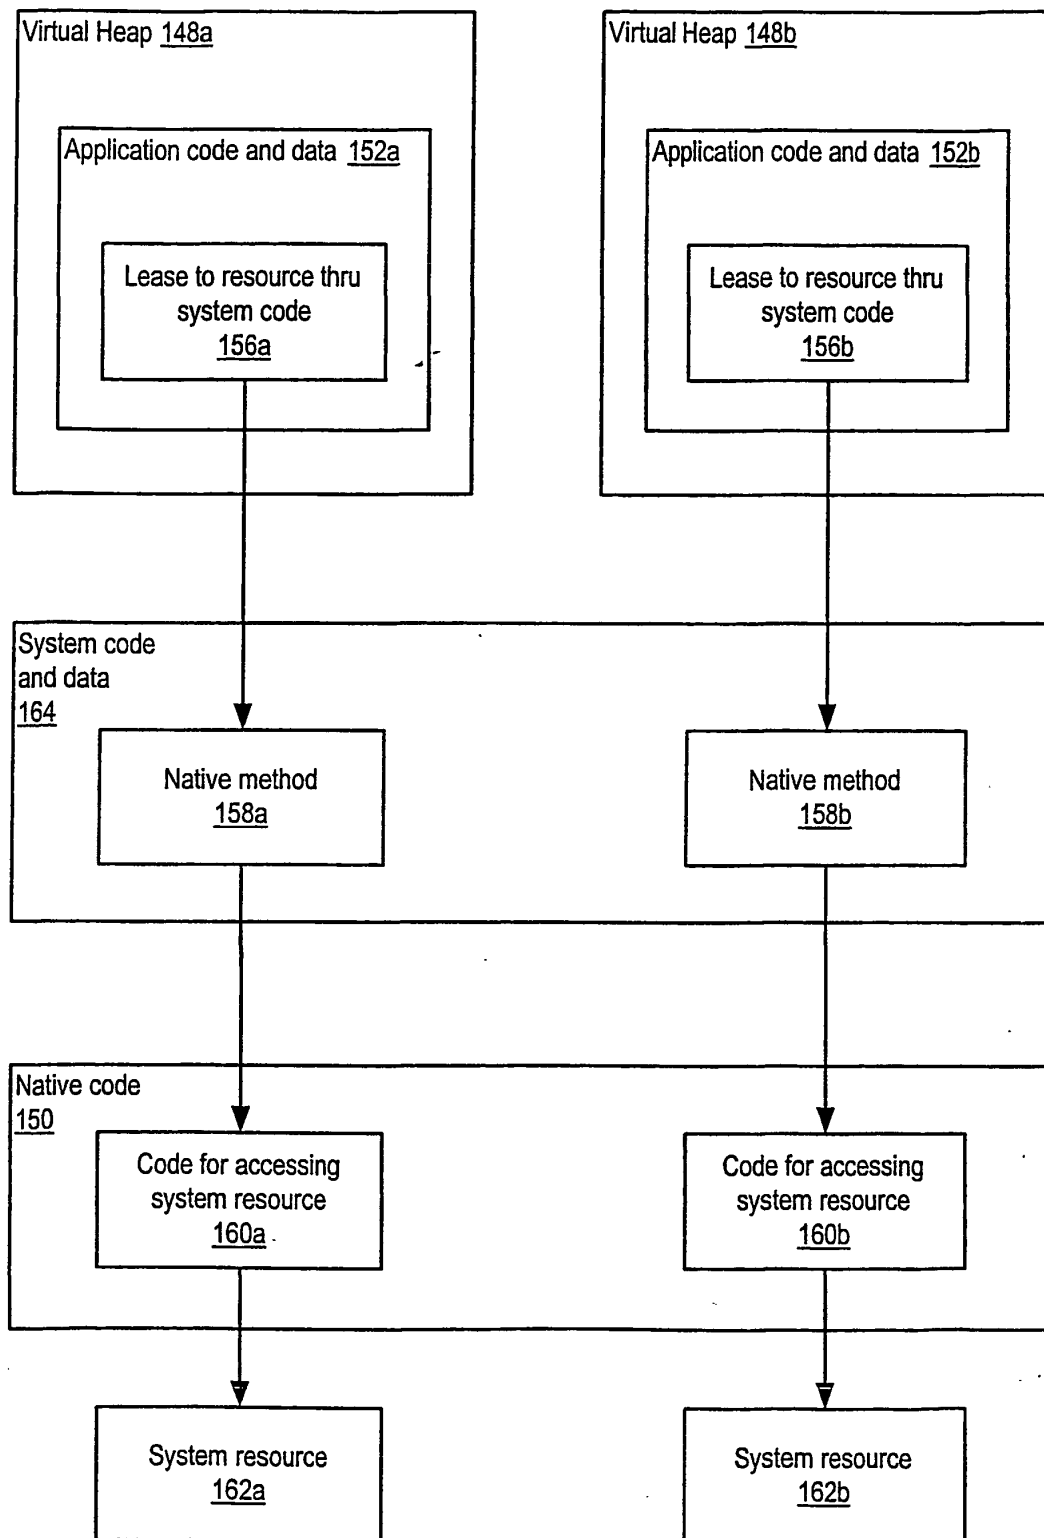 Virtual Heap 148a
Virtual Heap 148b
Application code and data 152a
Application code and data 152b
Lease to resource thru
system code
156a
Lease to resource thru
system code
156b
System code
and data
164
Native method
158a
Native method
158b
Native code
150
Code for accessing
system resource
160a
Code for accessing
system resource
160b
System resource
162a
System resource
162b